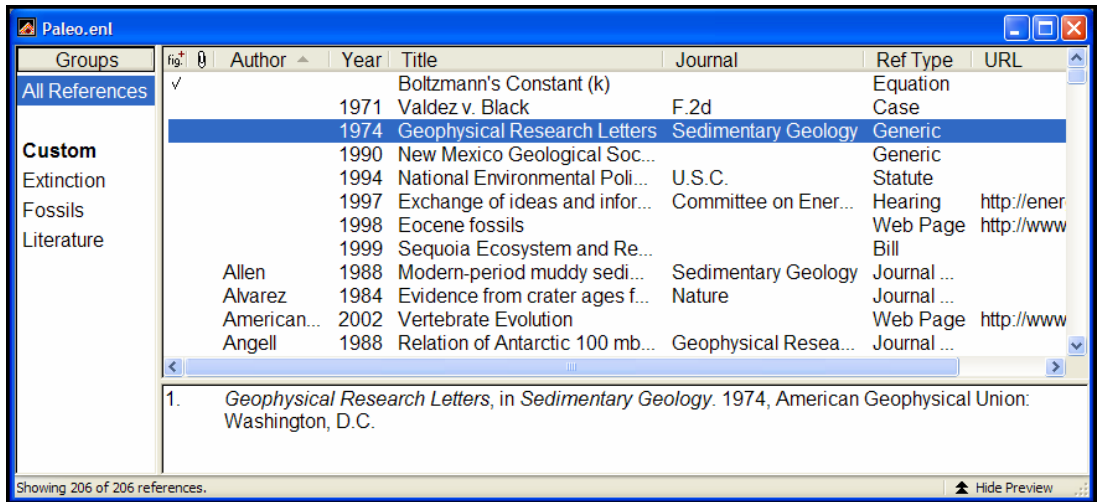 Paleo.enl
Groups
All References
Custom
Extinction
Fossils
Literature
fig. Author Year Title Journal Ref Type URL
Boltzmann's Constant (k) Equation
1971 Valdez v. Black F.2d Case
1974 Geophysical Research Letters Sedimentary Geology Generic
1990 New Mexico Geological Soc... Generic
1994 National Environmental Poli... U.S.C. Statute
1997 Exchange of ideas and infor... Committee on Ener... Hearing http://ener
1998 Eocene fossils Web Page http://www
1999 Sequoia Ecosystem and Re... Bill
Allen 1988 Modern-period muddy sedi... Sedimentary Geology Journal ...
Alvarez 1984 Evidence from crater ages f... Nature Journal ...
American... 2002 Vertebrate Evolution Web Page http://www
Angell 1988 Relation of Antarctic 100 mb... Geophysical Resea... Journal ...
1. Geophysical Research Letters, in Sedimentary Geology. 1974, American Geophysical Union:
Washington, D.C.
Showing 206 of 206 references. Hide Preview